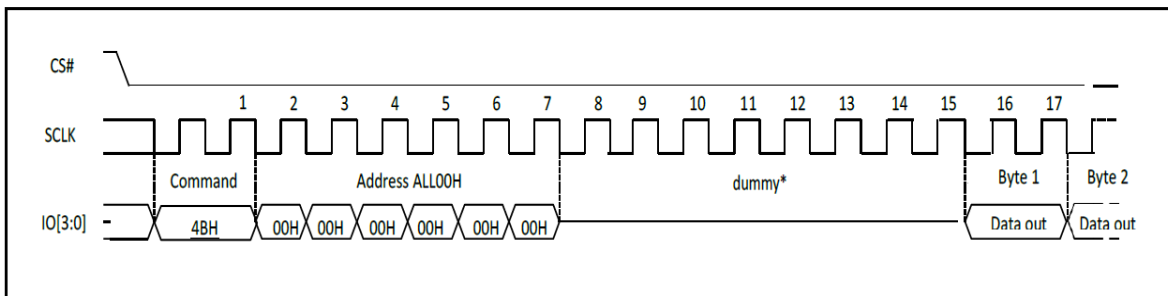 CS#
1 2 3 4 5 6 7 8 9 10 11 12 13 14 15 16 17
SCLK
Command Address ALL00H dummy* Byte 1 Byte 2
IO[3:0] 4BH 00H 00H 00H 00H 00H 00H Data out Data out